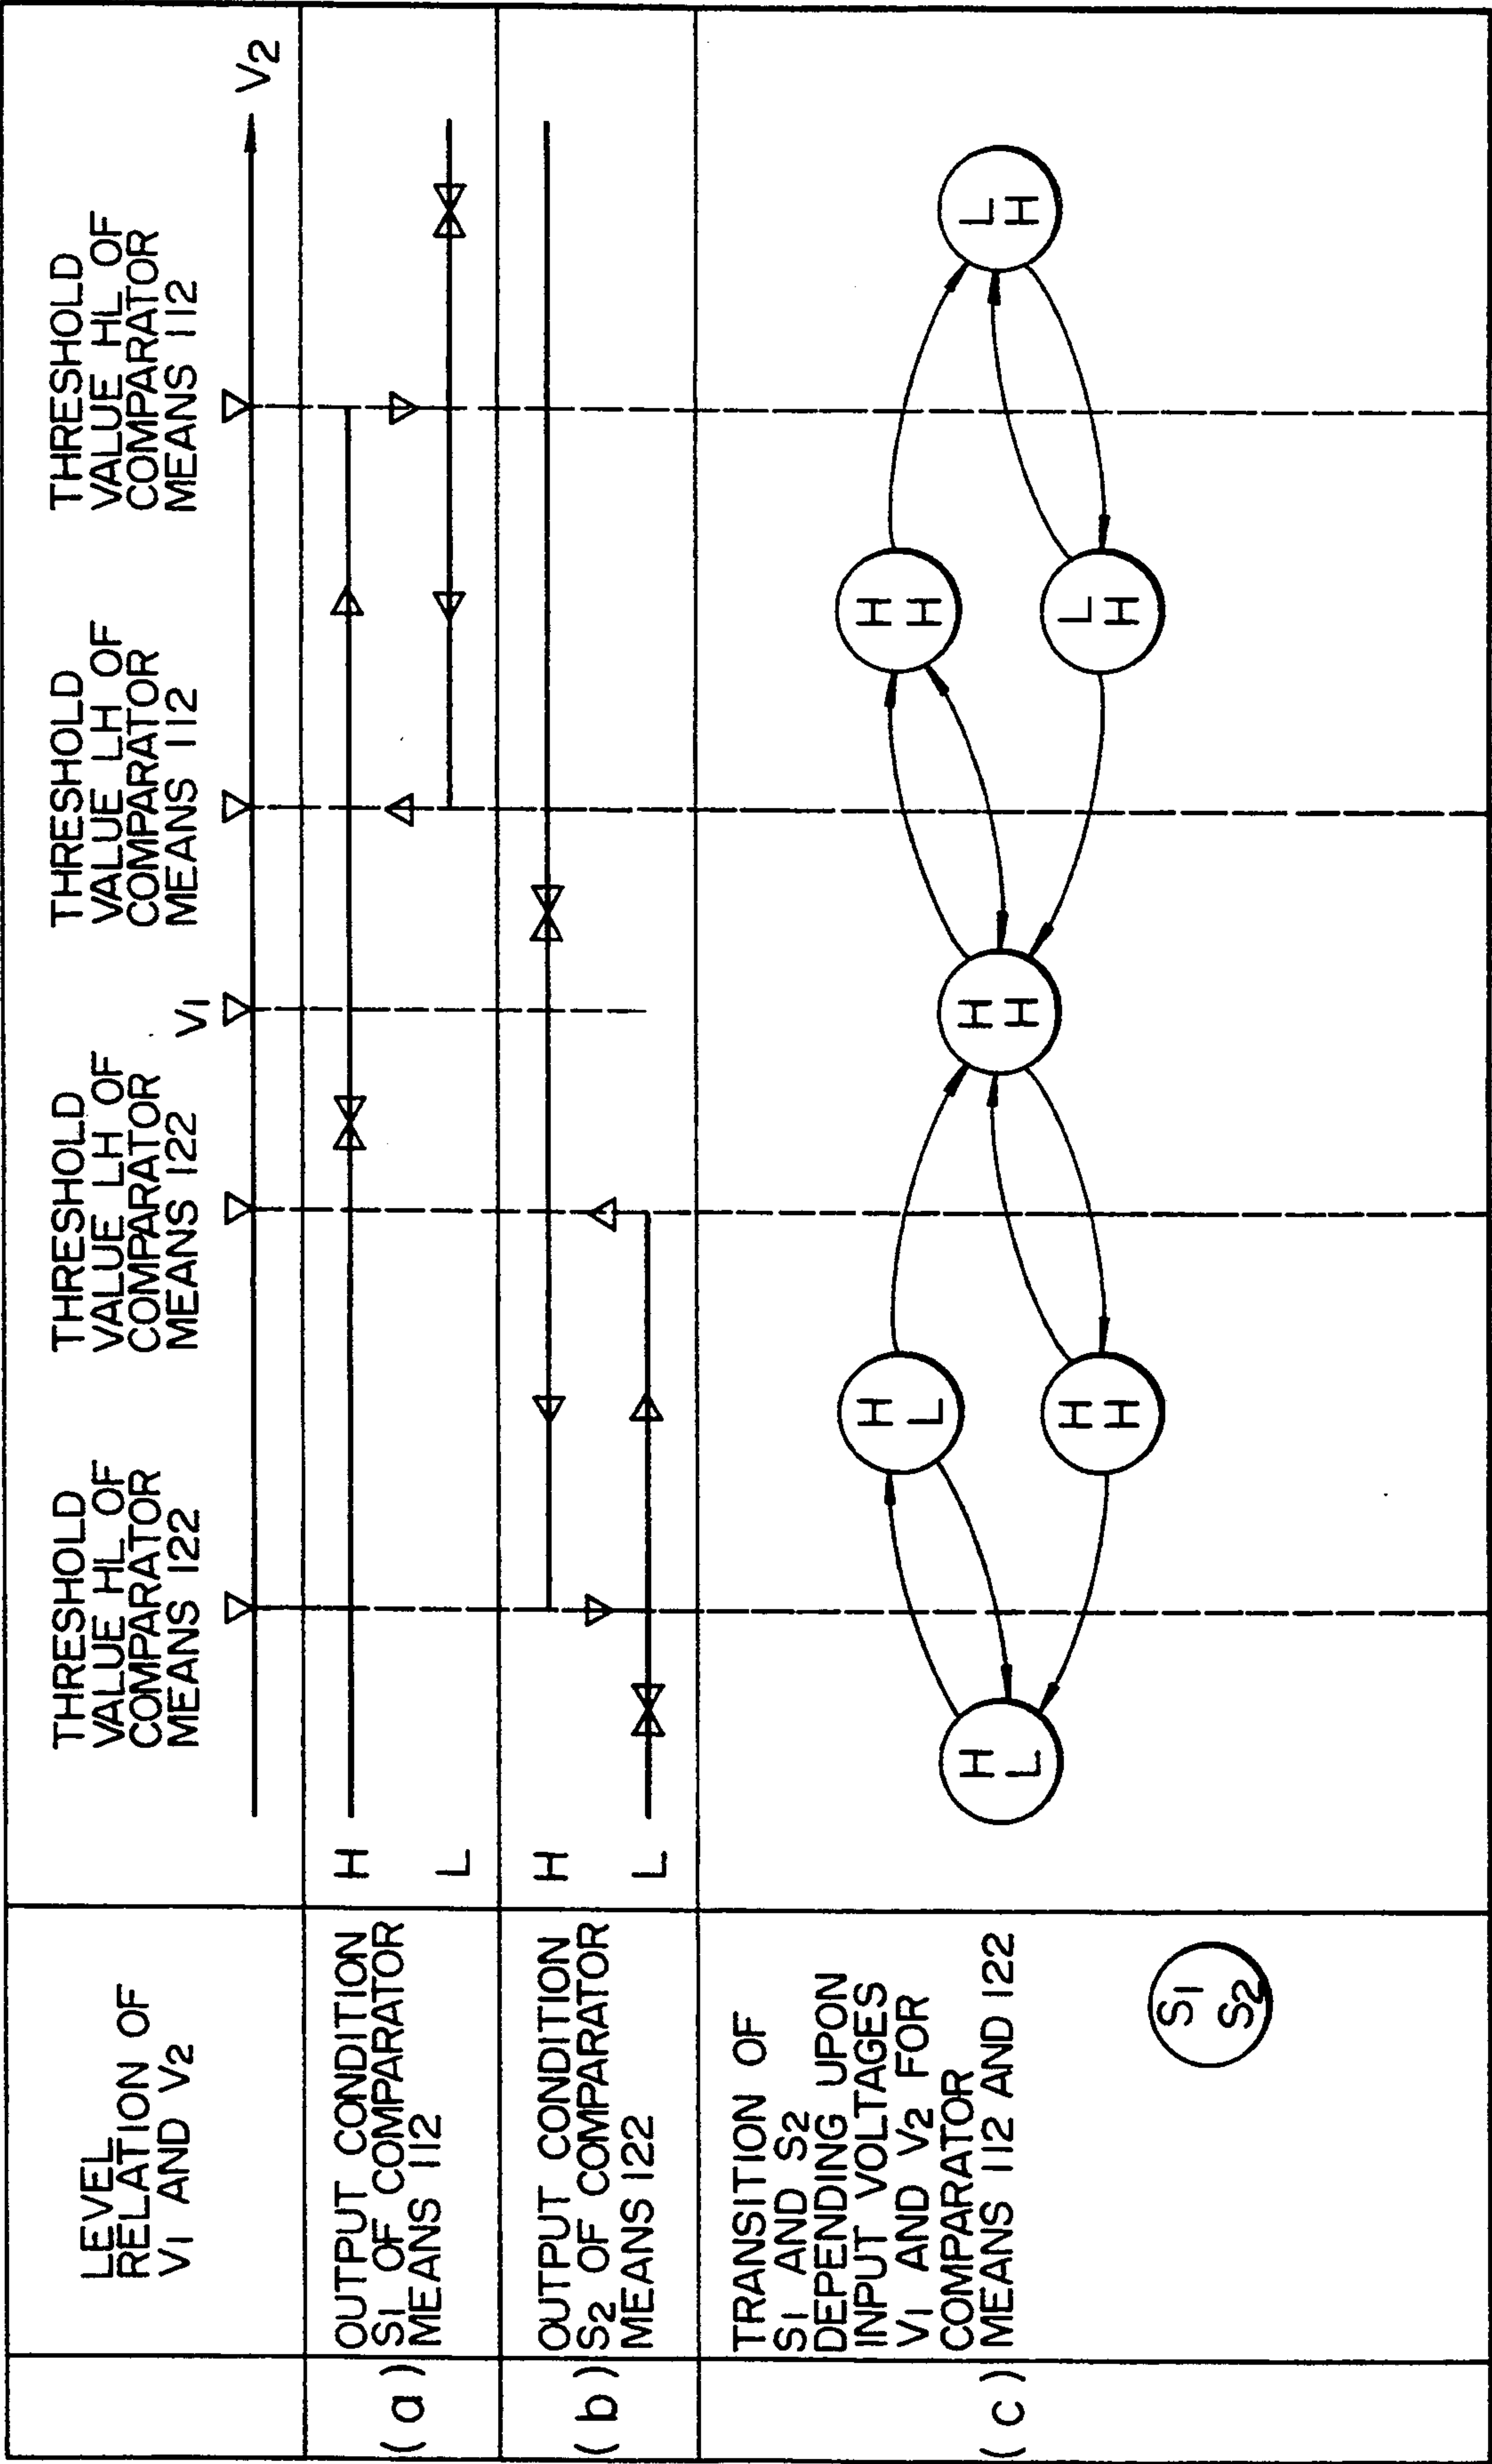 LEVEL
RELATION OF
V1 AND V2
THRESHOLD
VALUE HL OF
COMPARATOR
MEANS 122
THRESHOLD
VALUE LH OF
COMPARATOR
MEANS 122
V1
THRESHOLD
VALUE LH OF
COMPARATOR
MEANS 112
THRESHOLD
VALUE HL OF
COMPARATOR
MEANS 112
V2
(a)
OUTPUT CONDITION
S1 OF COMPARATOR
MEANS 112
H
L
(b)
OUTPUT CONDITION
S2 OF COMPARATOR
MEANS 122
H
L
(c)
TRANSITION OF
S1 AND S2
DEPENDING UPON
INPUT VOLTAGES
V1 AND V2 FOR
COMPARATOR
MEANS 112 AND 122
S1
S2
H
L
H
L
H
H
H
H
H
H
L
H
L
H